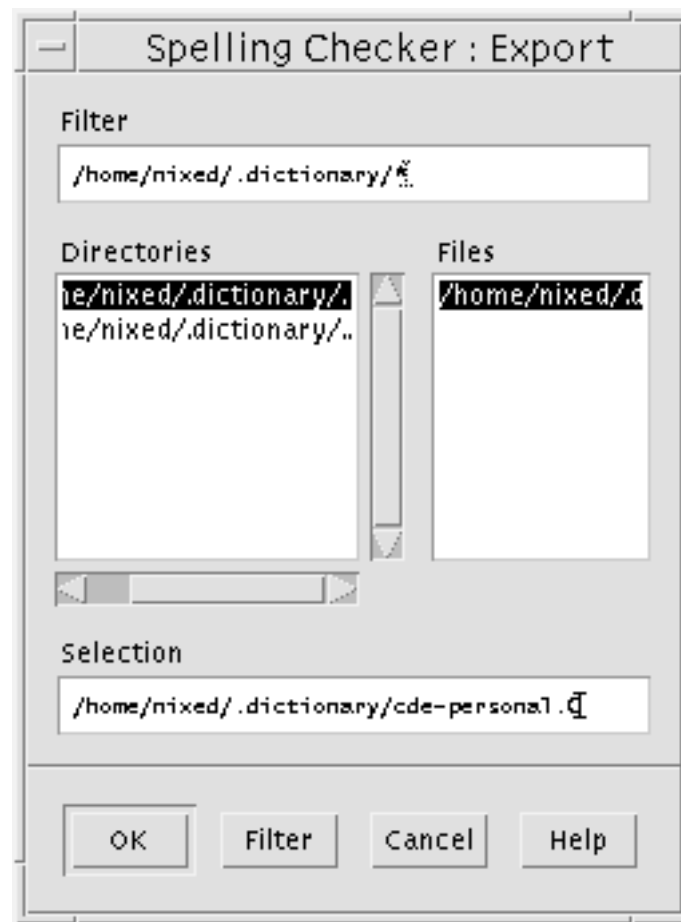 Spelling Checker : Export
Filter
/home/nixed/.dictionary/*
Directories
Files
ne/nixed/.dictionary/.
/home/nixed/.d
ne/nixed/.dictionary/..
Selection
/home/nixed/.dictionary/cde-personal.C
OK Filter Cancel Help